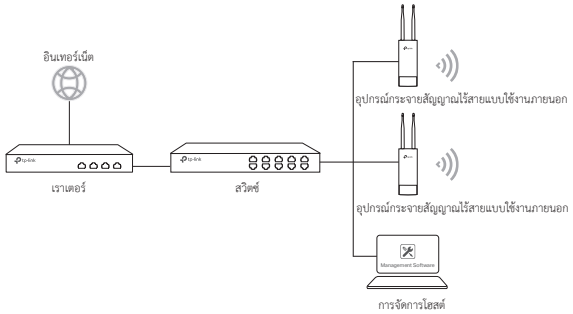 อินเทอร์เน็ต
อุปกรณ์กระจายสัญญาณไร้สายแบบใช้งานภายนอก
tp-link
tp-link
เราเตอร์
สวิตช์
อุปกรณ์กระจายสัญญาณไร้สายแบบใช้งานภายนอก
Management Software
การจัดการโฮสต์